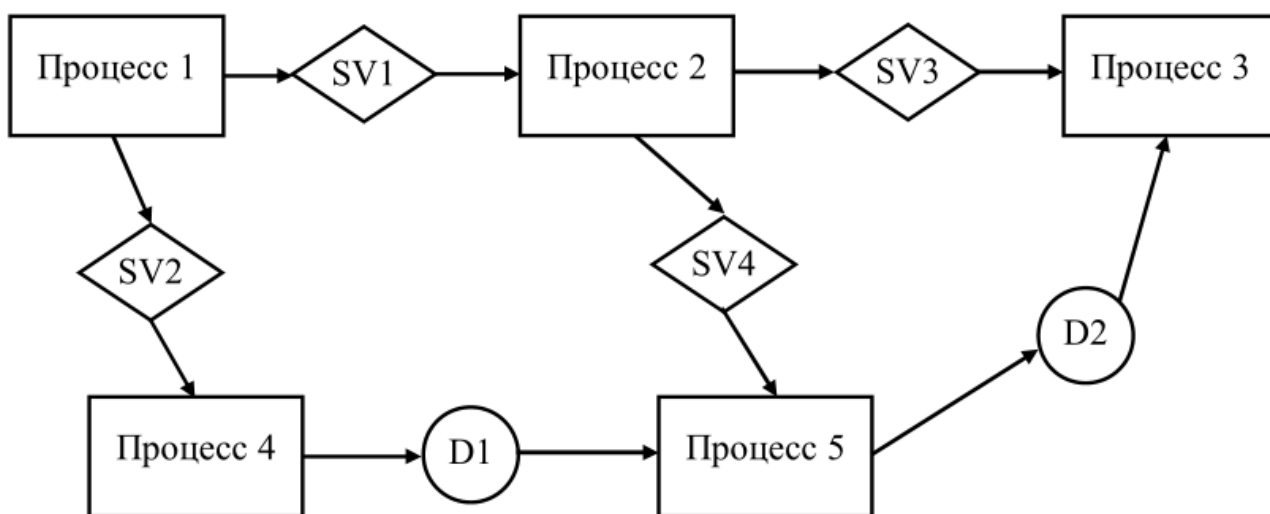 Процесс 1
SV1
Процесс 2
SV3
Процесс 3
SV2
SV4
D2
Процесс 4
D1
Процесс 5